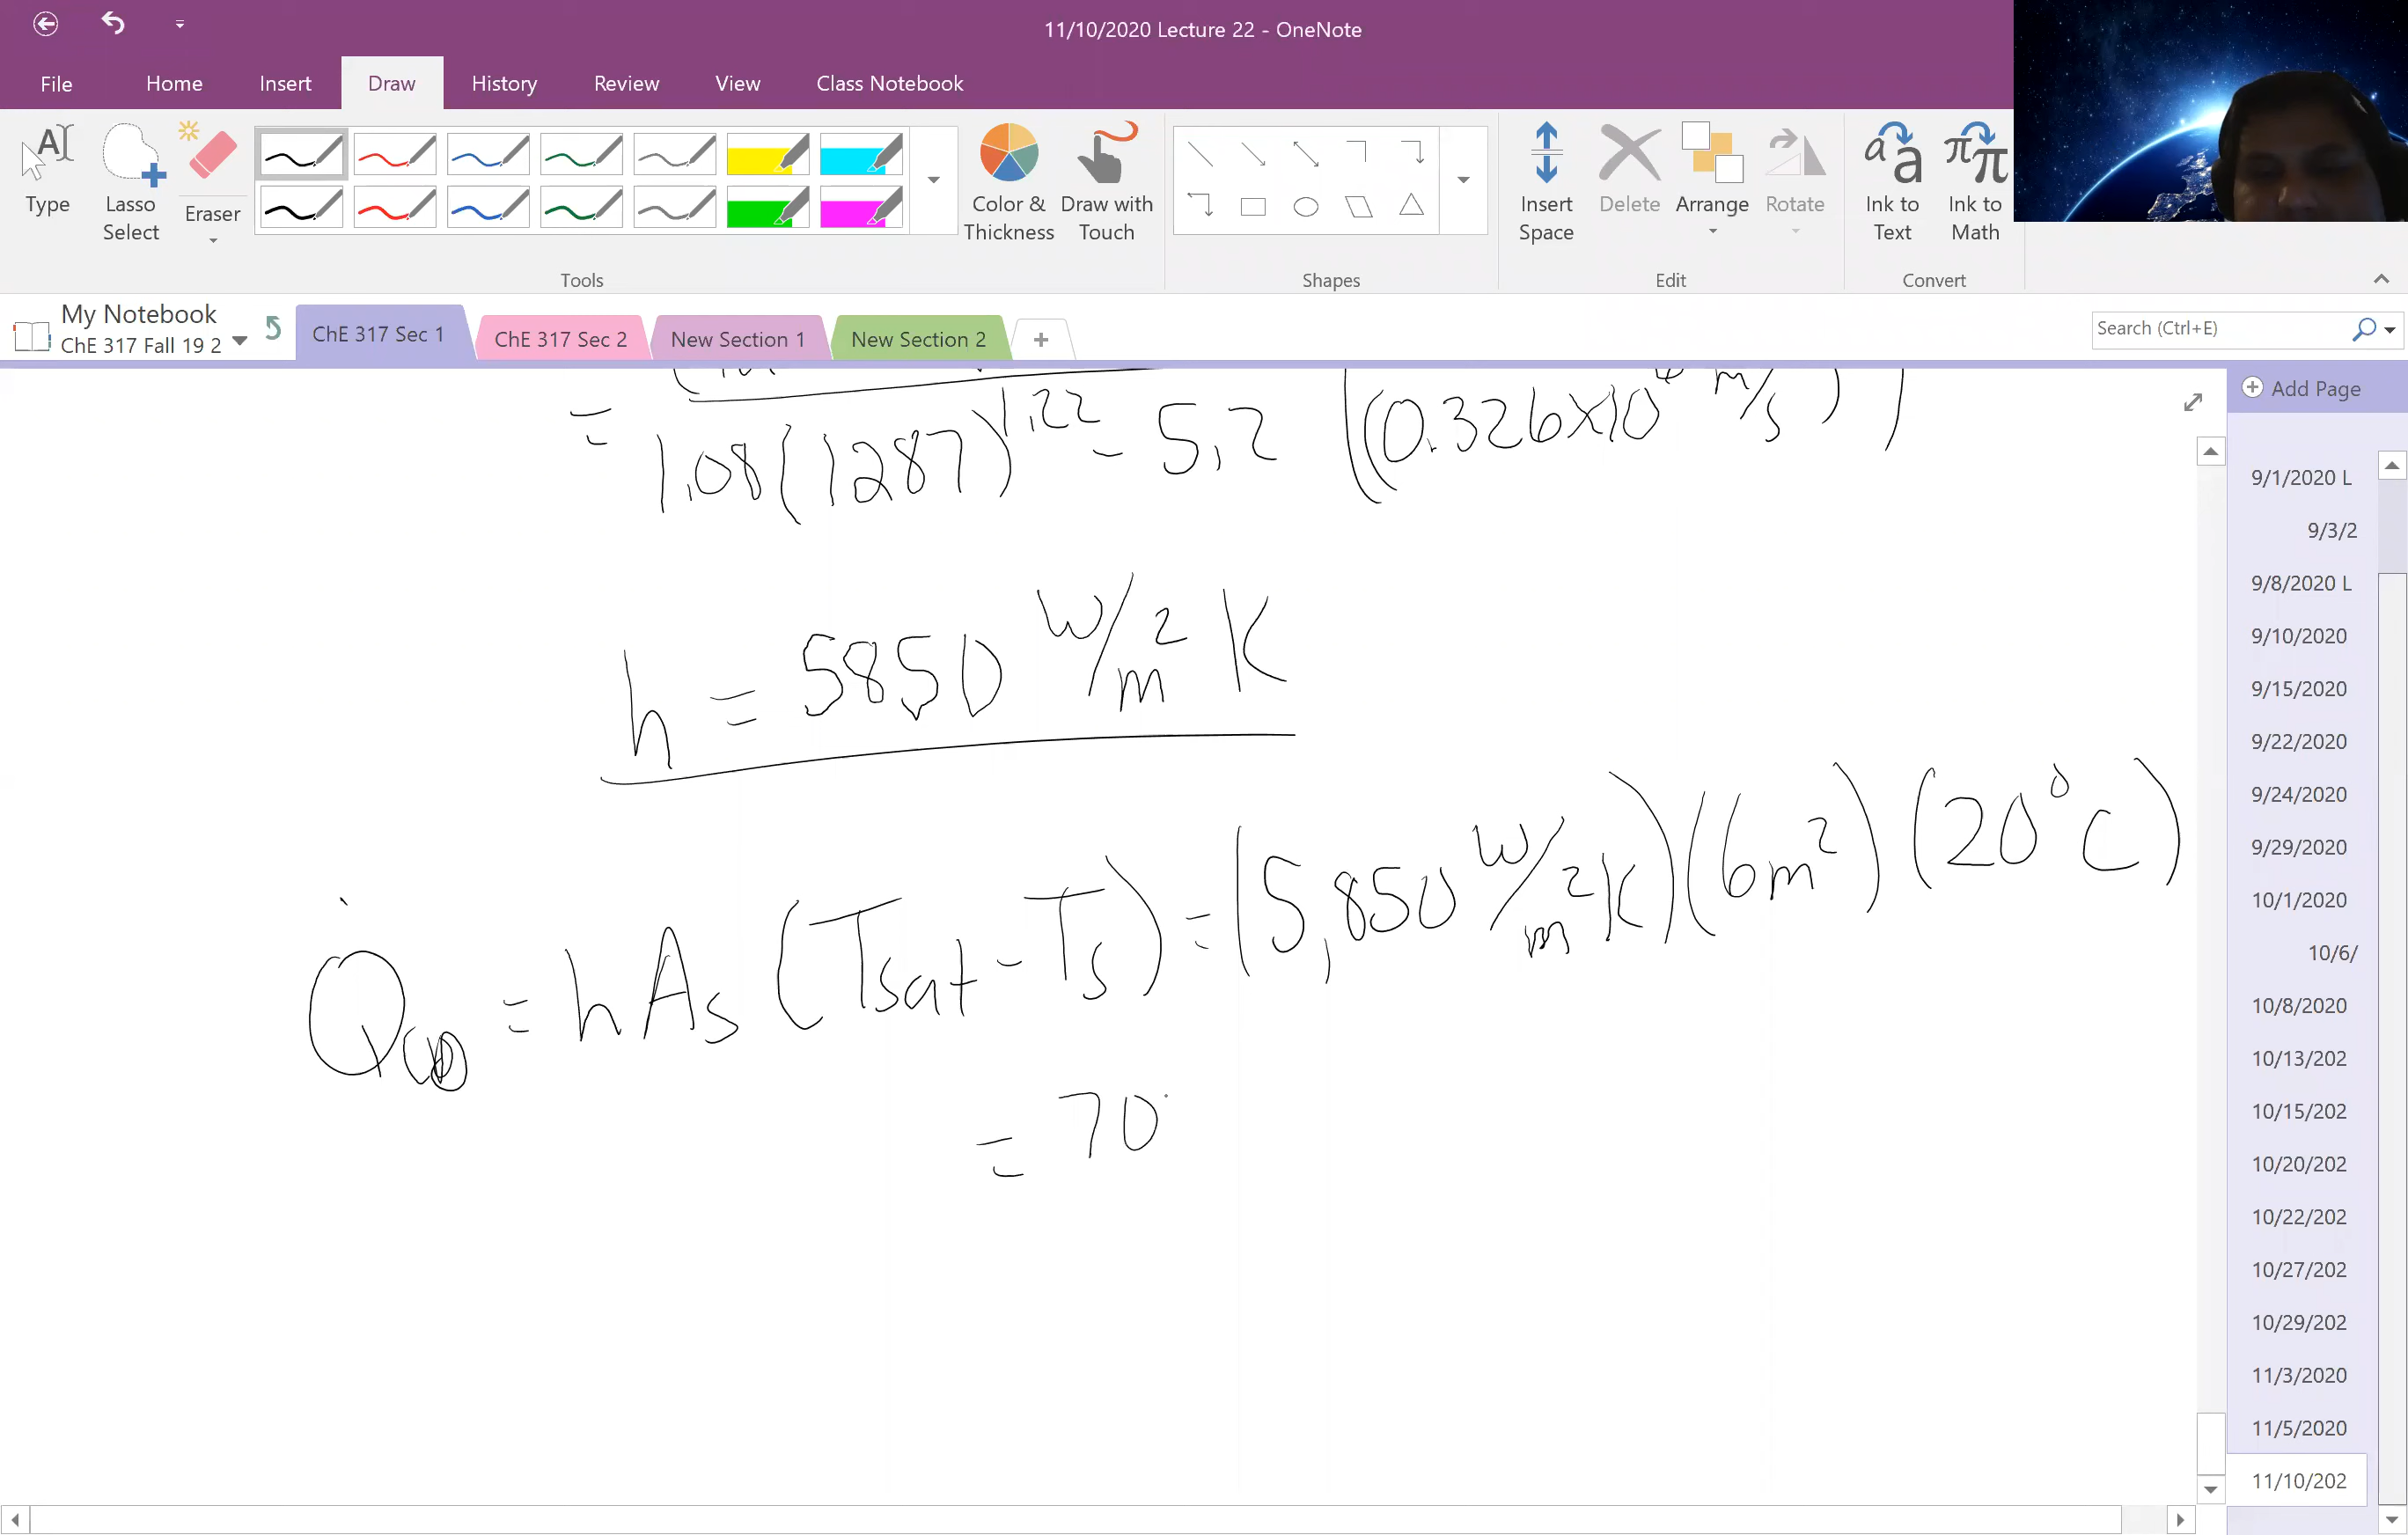 11/10/2020 Lecture 22 - OneNote
File Home Insert Draw History Review View Class Notebook
Type
Lasso Select
Eraser
Color & Thickness
Draw with Touch
Insert Space
Delete
Arrange
Rotate
Ink to Text
Ink to Math
Tools
Shapes
Edit
Convert
My Notebook
ChE 317 Fall 19 2
ChE 317 Sec 1
ChE 317 Sec 2
New Section 1
New Section 2
+
Search (Ctrl+E)
Add Page
9/1/2020 L
9/3/2
9/8/2020 L
9/10/2020
9/15/2020
9/22/2020
9/24/2020
9/29/2020
10/1/2020
10/6/
10/8/2020
10/13/202
10/15/202
10/20/202
10/22/202
10/27/202
10/29/202
11/3/2020
11/5/2020
11/10/202
= 1.08(1287)^1.22 - 5.2 ((0.326×10 m/s))
h = 5850 W/m²K
Q̇ = hAs (Tsat - Ts) = (5,850 W/m²K)(6m²)(20°C)
= 70